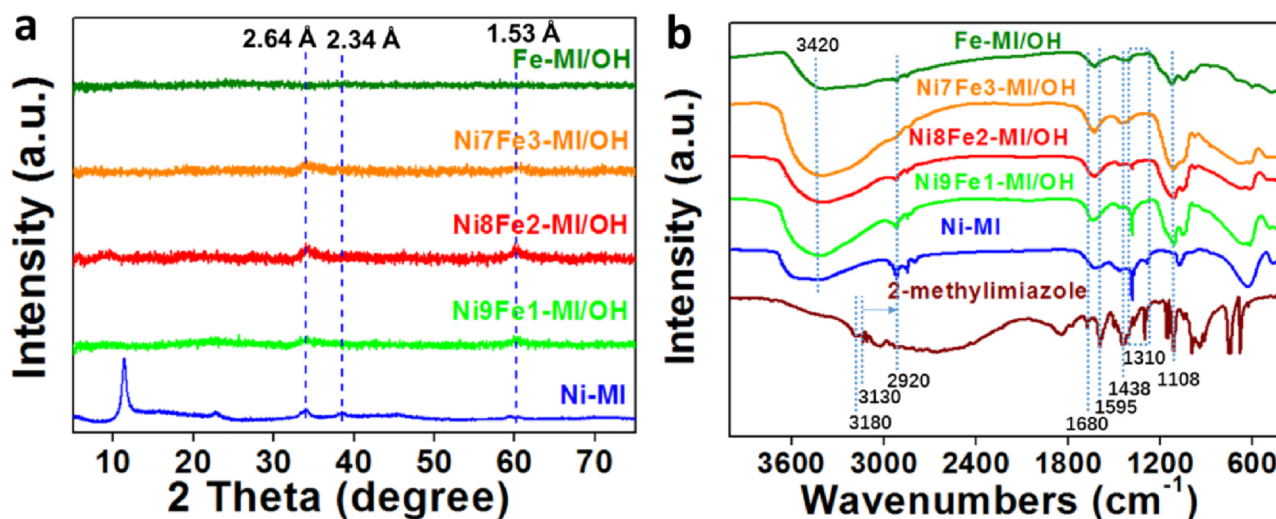 a
2.64 Å
2.34 Å
1.53 Å
Fe-MI/OH
Ni7Fe3-MI/OH
Ni8Fe2-MI/OH
Ni9Fe1-MI/OH
Ni-MI
Intensity (a.u.)
10 20 30 40 50 60 70
2 Theta (degree)
b
3420
Fe-MI/OH
Ni7Fe3-MI/OH
Ni8Fe2-MI/OH
Ni9Fe1-MI/OH
Ni-MI
2-methylimiazole
3180
3130
2920
1680
1595
1438
1310
1108
Intensity (a.u.)
3600 3000 2400 1800 1200 600
Wavenumbers (cm⁻¹)